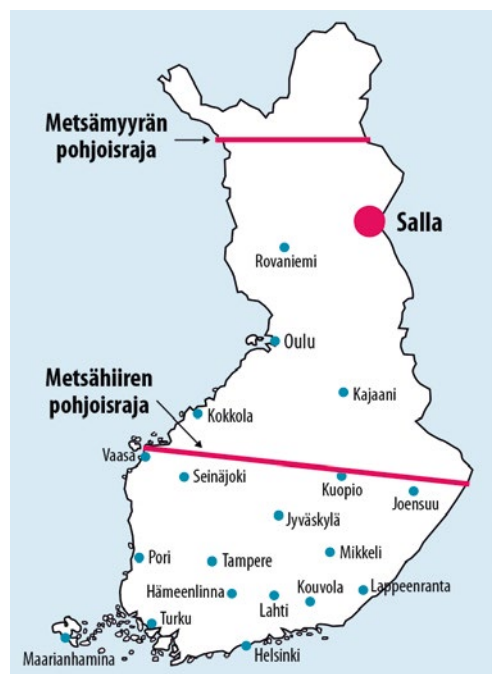 Metsämyyrän
pohjoisraja
Salla
Rovaniemi
Oulu
Metsähiiren
pohjoisraja
Kajaani
Kokkola
Vaasa
Seinäjoki
Kuopio
Joensuu
Jyväskylä
Pori
Tampere
Mikkeli
Hämeenlinna
Lahti
Kouvola
Lappeenranta
Turku
Maarianhamina
Helsinki